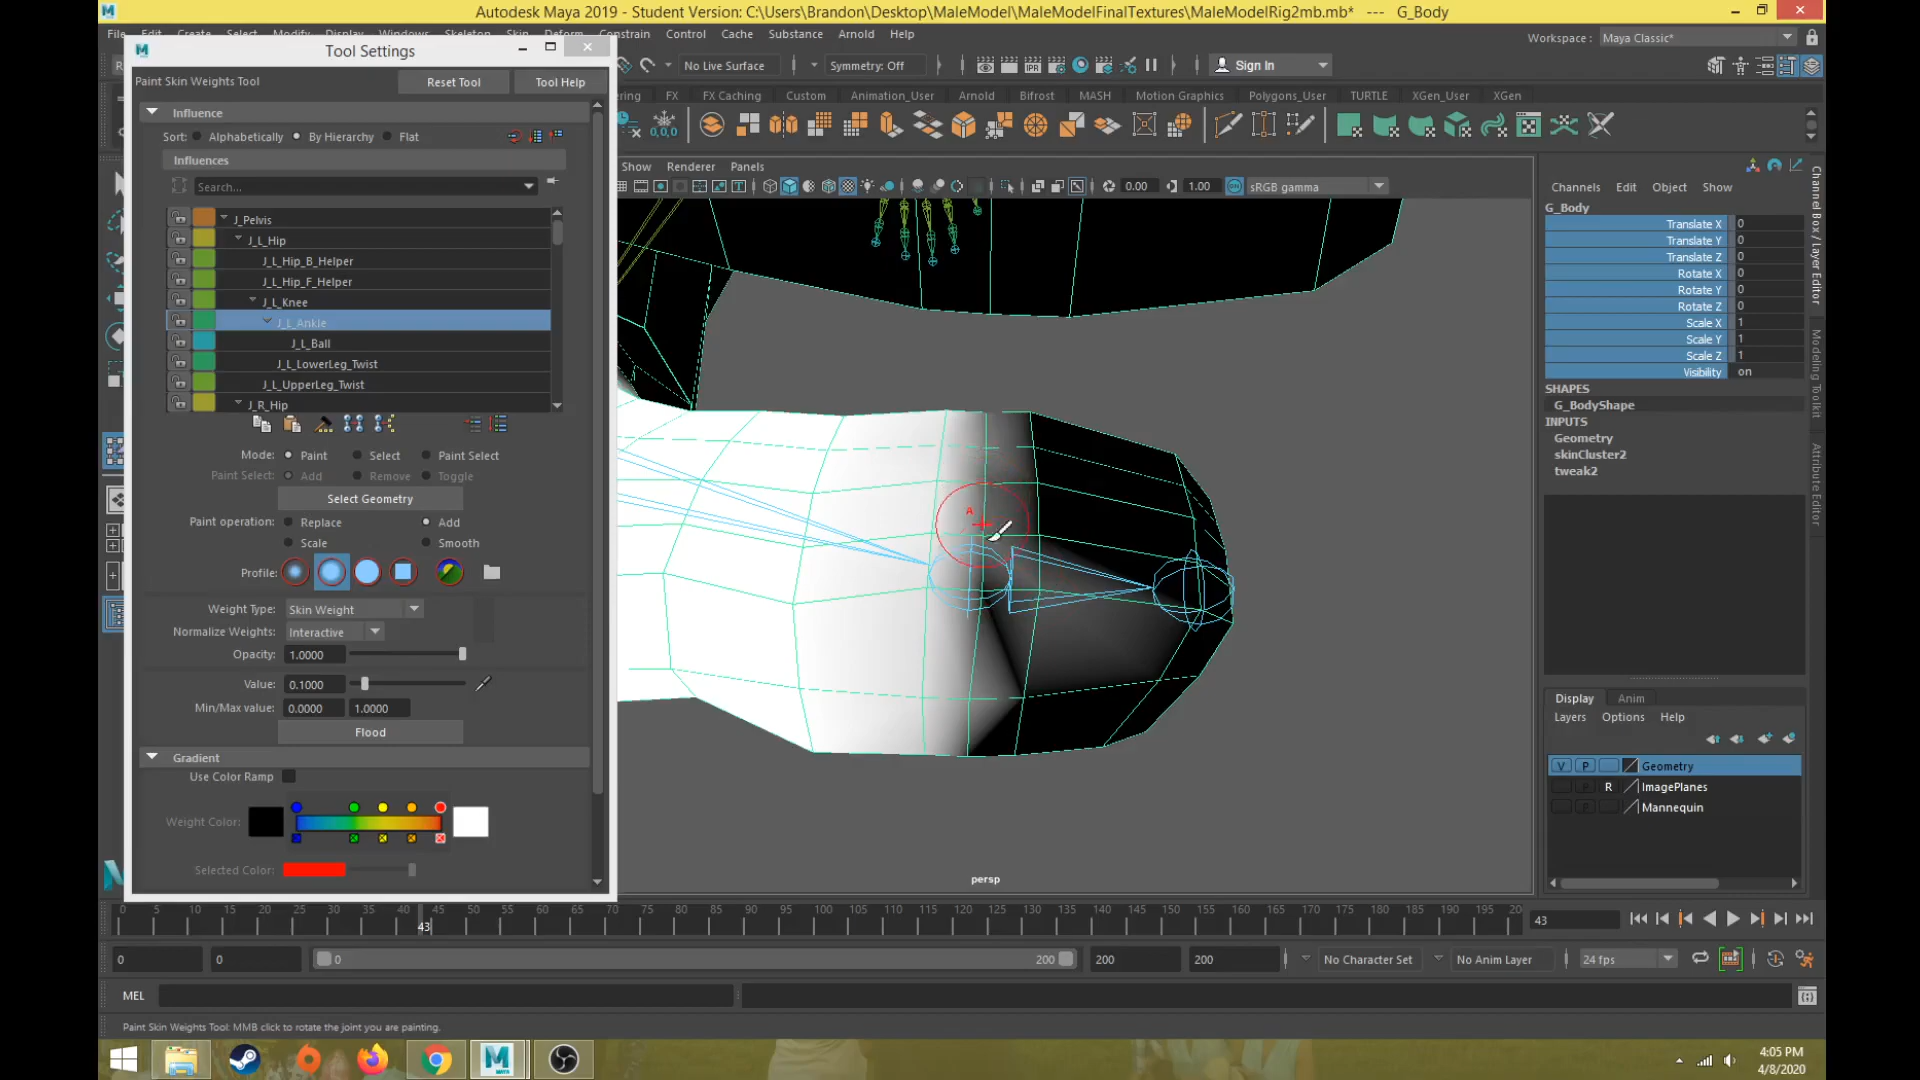 Autodesk Maya 2019 - Student Version: C:\Users\Brandon\Desktop\MaleModel\MaleModelFinalTextures\MaleModelRig2mb.mb* --- G_Body
File Edit Create Select Modify Display Windows Skeleton Skin Deform Constrain Control Cache Substance Arnold Help
Workspace : Maya Classic*
Tool Settings
No Live Surface
Symmetry: Off
Sign In
Paint Skin Weights Tool
Reset Tool
Tool Help
FX FX Caching Custom Animation_User Arnold Bifrost MASH Motion Graphics Polygons_User TURTLE XGen_User XGen
Influence
Sort: Alphabetically By Hierarchy Flat
Influences
Search...
J_Pelvis
J_L_Hip
J_L_Hip_B_Helper
J_L_Hip_F_Helper
J_L_Knee
J_L_Ankle
J_L_Ball
J_L_LowerLeg_Twist
J_L_UpperLeg_Twist
J_R_Hip
Mode: Paint Select Paint Select
Paint Select: Add Remove Toggle
Select Geometry
Paint operation: Replace Add
Scale Smooth
Profile:
Weight Type: Skin Weight
Normalize Weights: Interactive
Opacity: 1.0000
Value: 0.1000
Min/Max value: 0.0000 1.0000
Flood
Gradient
Use Color Ramp
Weight Color:
Selected Color:
Show Renderer Panels
0.00 1.00 sRGB gamma
A
persp
Channels Edit Object Show
G_Body
Translate X 0
Translate Y 0
Translate Z 0
Rotate X 0
Rotate Y 0
Rotate Z 0
Scale X 1
Scale Y 1
Scale Z 1
Visibility on
SHAPES
G_BodyShape
INPUTS
Geometry
skinCluster2
tweak2
Channel Box / Layer Editor
Modeling Toolkit
Attribute Editor
Display Anim
Layers Options Help
V P Geometry
R ImagePlanes
Mannequin
0 5 10 15 20 25 30 35 40 45 50 55 60 65 70 75 80 85 90 95 100 105 110 115 120 125 130 135 140 145 150 155 160 165 170 175 180 185 190 195 20
43
43
0 0 0 200 200 200 No Character Set No Anim Layer 24 fps
MEL
Paint Skin Weights Tool: MMB click to rotate the joint you are painting.
4:05 PM
4/8/2020